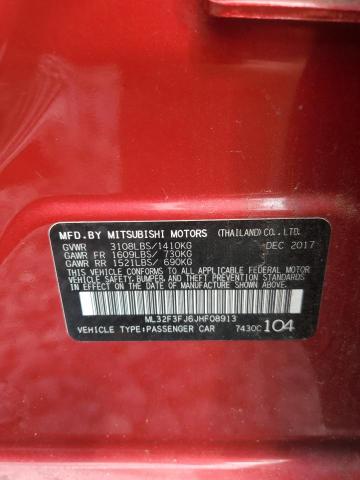 MFD.BY MITSUBISHI MOTORS (THAILAND)CO.,LTD.
GVWR 3108LBS/1410KG DEC 2017
GAWR FR 1609LBS/ 730KG
GAWR RR 1521LBS/ 690KG
THIS VEHICLE CONFORMS TO ALL APPLICABLE FEDERAL MOTOR
VEHICLE SAFETY, BUMPER AND THEFT PREVENTION STANDARDS
IN EFFECT ON THE DATE OF MANUFACTURE SHOWN ABOVE.
ML32F3FJ6JHF08913
VEHICLE TYPE:PASSENGER CAR 7430C 104